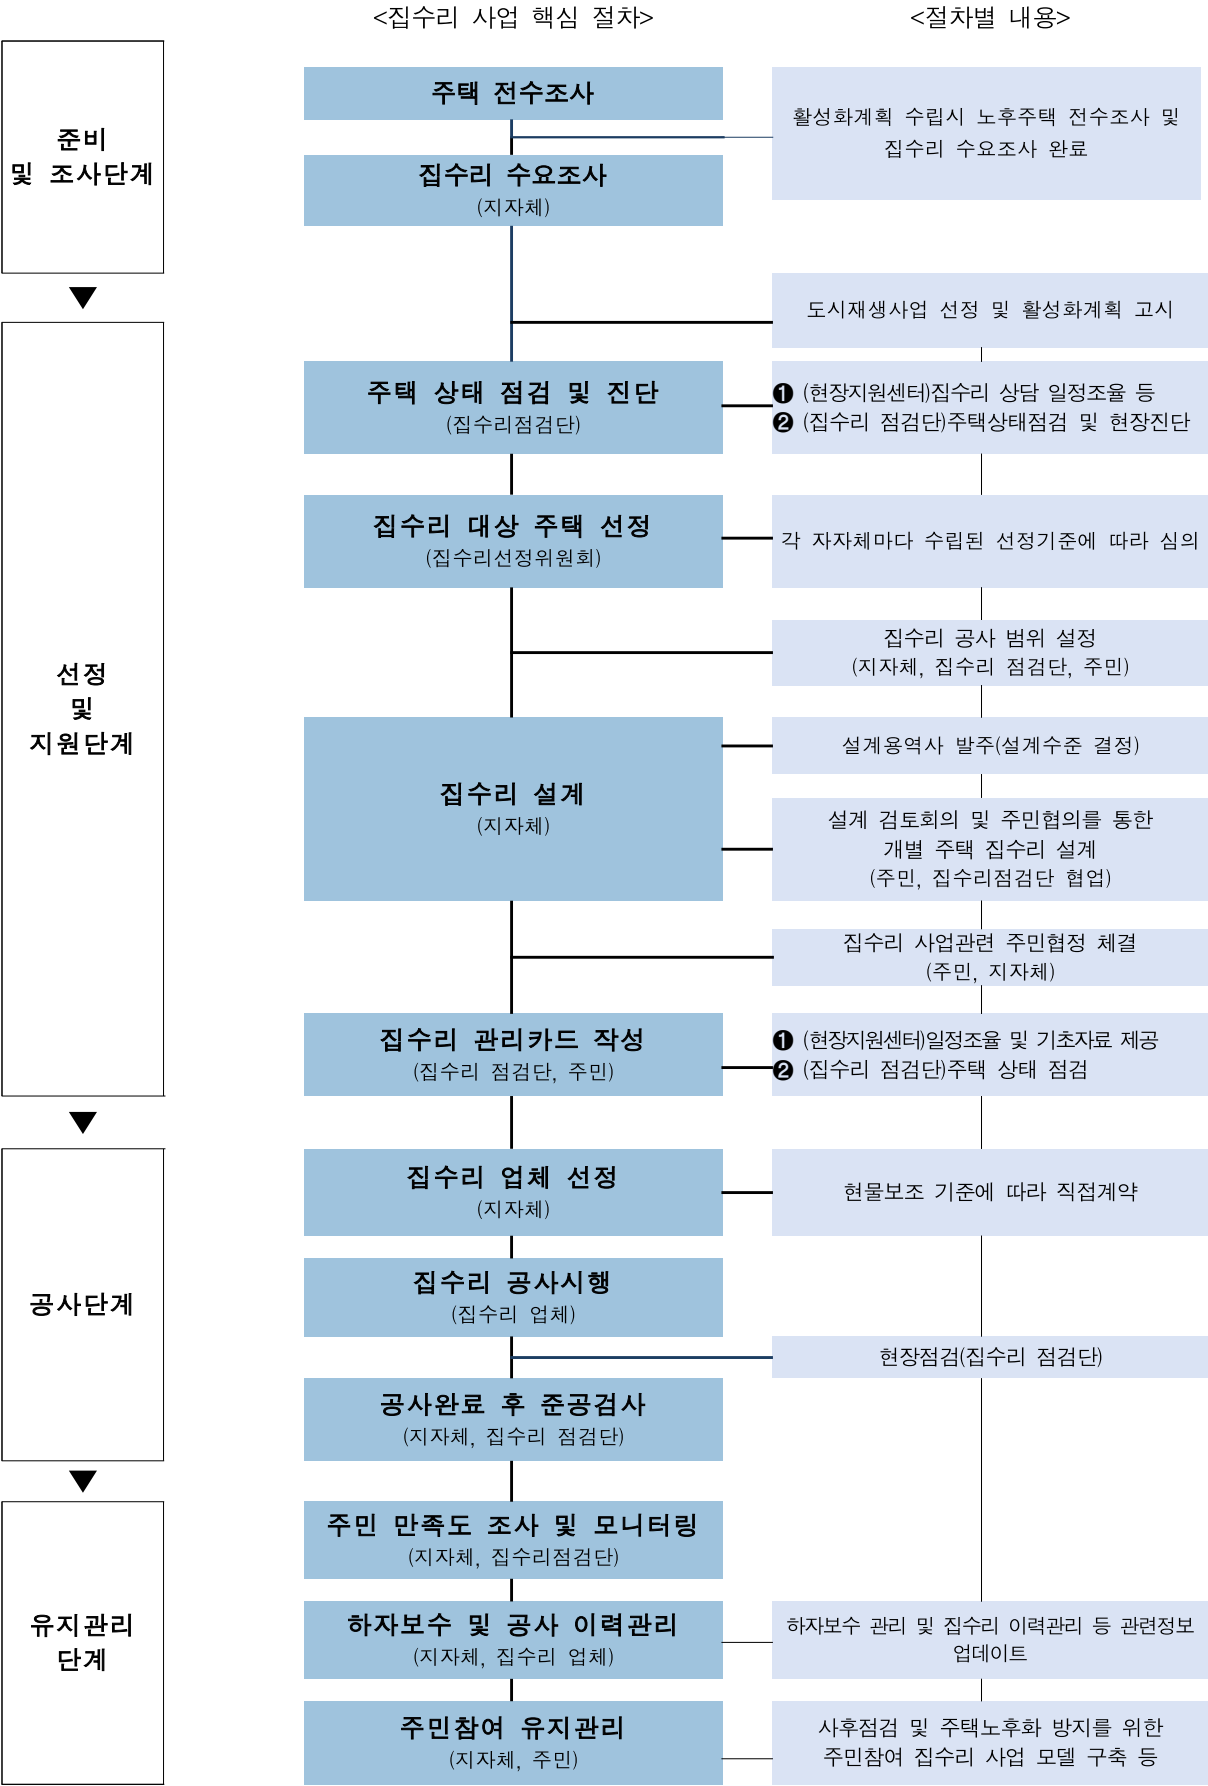 <집수리 사업 핵심 절차>
<절차별 내용>
준비
및 조사단계
주택 전수조사
집수리 수요조사
(지자체)
활성화계획 수립시 노후주택 전수조사 및
집수리 수요조사 완료
도시재생사업 선정 및 활성화계획 고시
선정
및
지원단계
주택 상태 점검 및 진단
(집수리점검단)
❶ (현장지원센터)집수리 상담 일정조율 등
❷ (집수리 점검단)주택상태점검 및 현장진단
집수리 대상 주택 선정
(집수리선정위원회)
각 자자체마다 수립된 선정기준에 따라 심의
집수리 공사 범위 설정
(지자체, 집수리 점검단, 주민)
집수리 설계
(지자체)
설계용역사 발주(설계수준 결정)
설계 검토회의 및 주민협의를 통한
개별 주택 집수리 설계
(주민, 집수리점검단 협업)
집수리 사업관련 주민협정 체결
(주민, 지자체)
집수리 관리카드 작성
(집수리 점검단, 주민)
❶ (현장지원센터)일정조율 및 기초자료 제공
❷ (집수리 점검단)주택 상태 점검
공사단계
집수리 업체 선정
(지자체)
현물보조 기준에 따라 직접계약
집수리 공사시행
(집수리 업체)
현장점검(집수리 점검단)
공사완료 후 준공검사
(지자체, 집수리 점검단)
유지관리
단계
주민 만족도 조사 및 모니터링
(지자체, 집수리점검단)
하자보수 및 공사 이력관리
(지자체, 집수리 업체)
하자보수 관리 및 집수리 이력관리 등 관련정보
업데이트
주민참여 유지관리
(지자체, 주민)
사후점검 및 주택노후화 방지를 위한
주민참여 집수리 사업 모델 구축 등